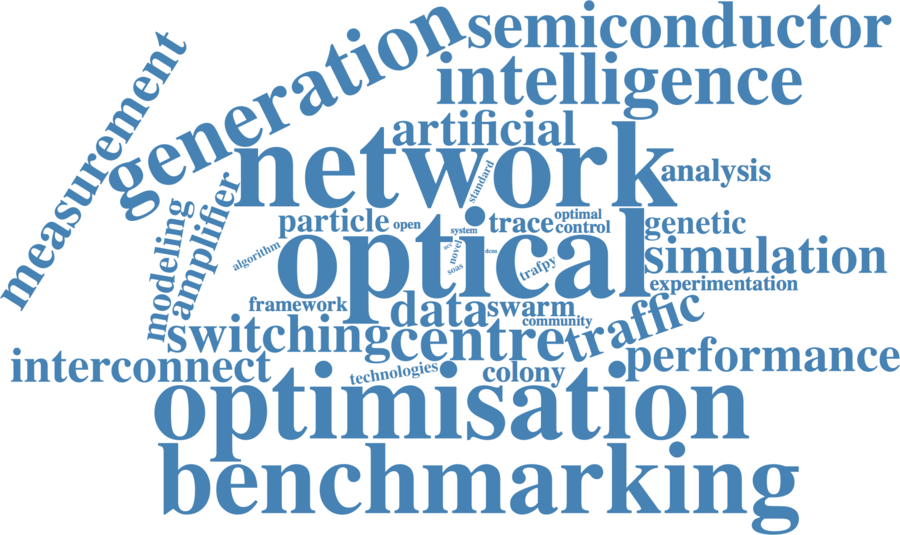 semiconductor
generation
intelligence
measurement
artificial
network
analysis
standard
amplifier
modeling
particle
open
system
trace
optimal
control
genetic
optical
algorithm
novel
soas
trafpy
simulation
experimentation
framework
data
swarm
community
traffic
switching
centre
performance
interconnect
technologies
colony
optimisation
benchmarking